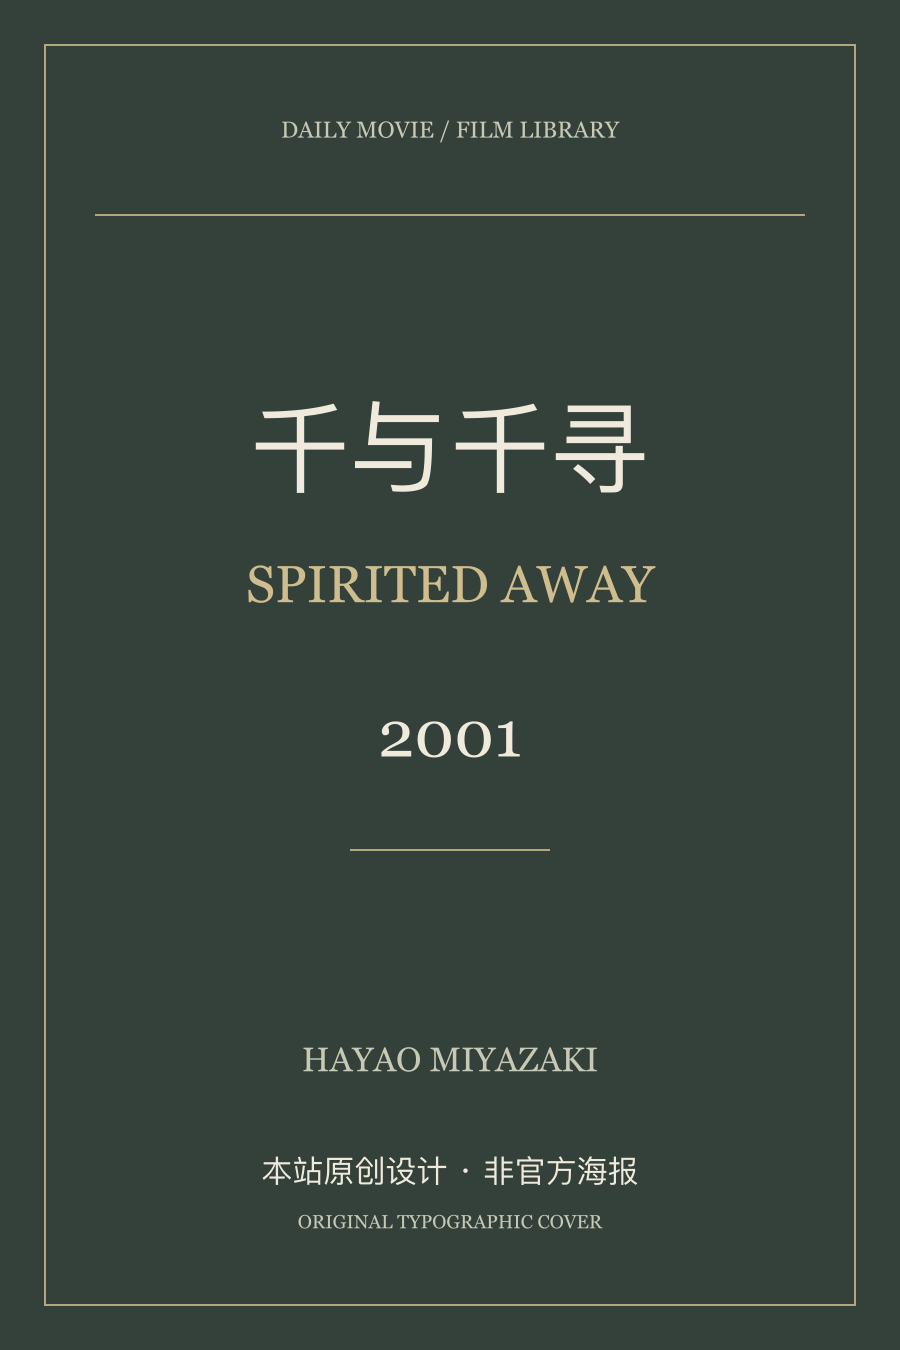 DAILY MOVIE / FILM LIBRARY
千与千寻
SPIRITED AWAY
2001
HAYAO MIYAZAKI
本站原创设计 · 非官方海报
ORIGINAL TYPOGRAPHIC COVER